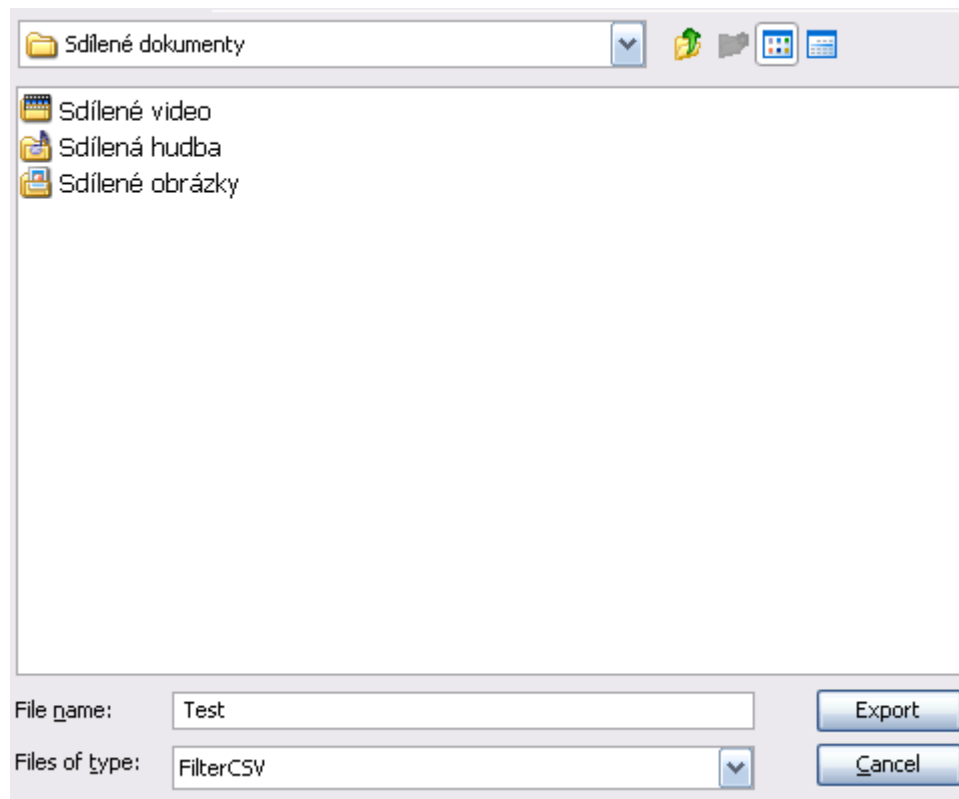 Sdílené dokumenty
Sdílené video
Sdílená hudba
Sdílené obrázky
File name: Test Export
Files of type: FilterCSV Cancel